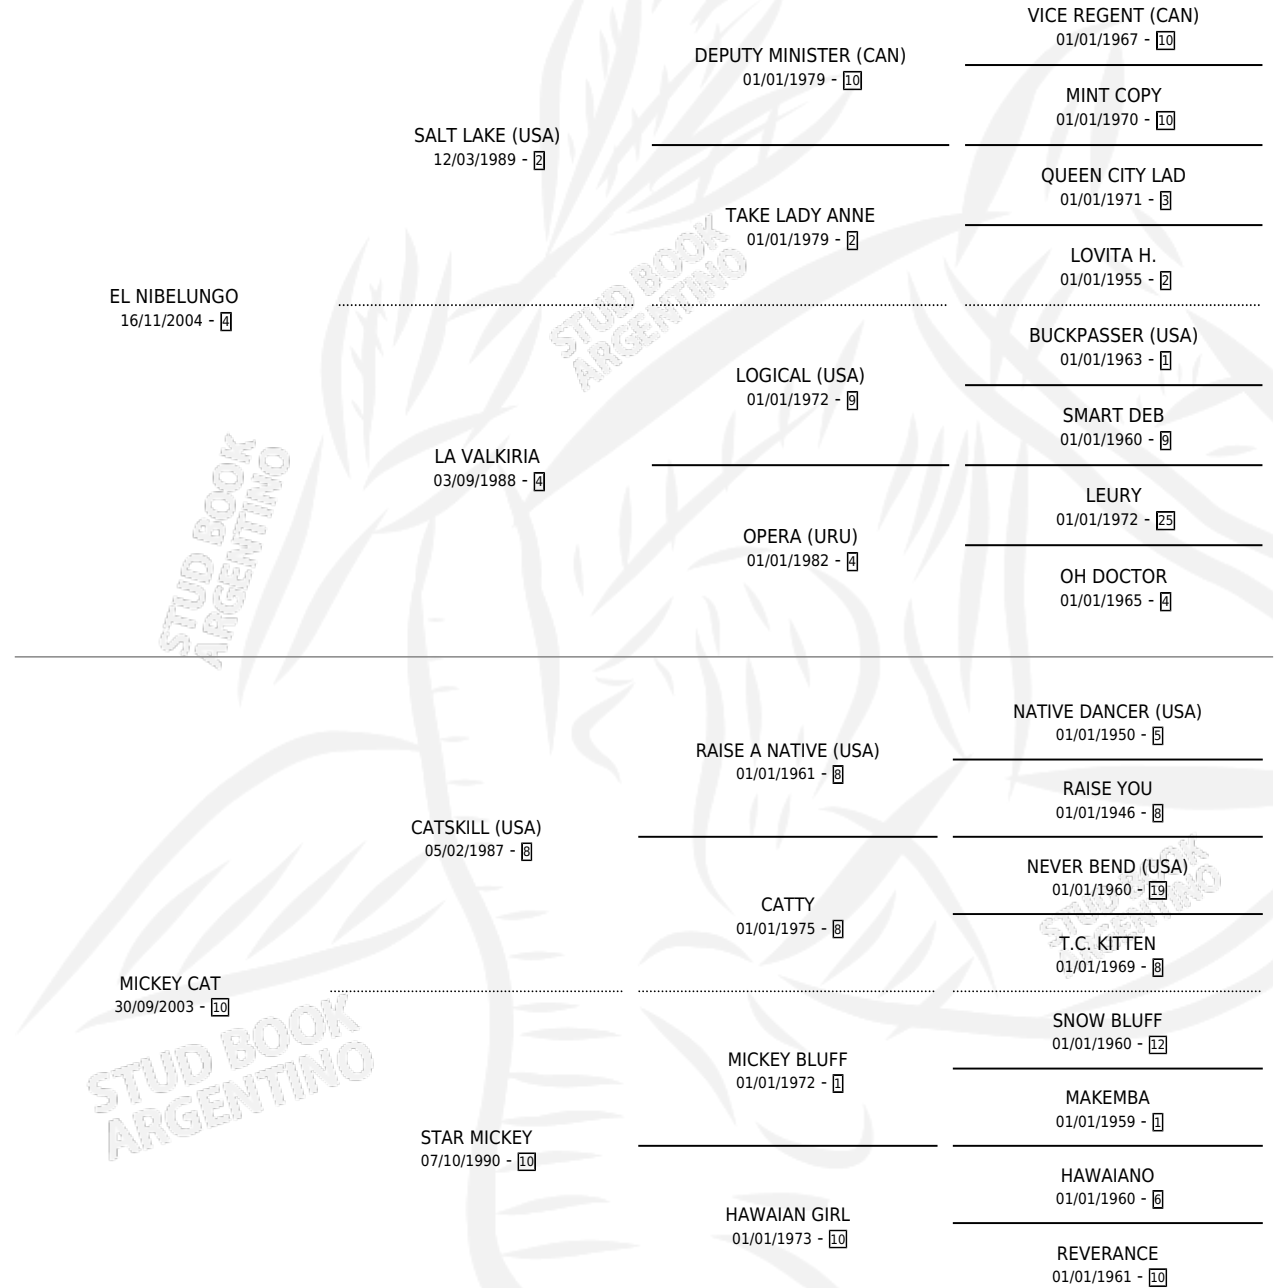 VICE REGENT (CAN)
01/01/1967 - 10
DEPUTY MINISTER (CAN)
01/01/1979 - 10
MINT COPY
01/01/1970 - 10
SALT LAKE (USA)
12/03/1989 - 2
QUEEN CITY LAD
01/01/1971 - 3
TAKE LADY ANNE
01/01/1979 - 2
LOVITA H.
01/01/1955 - 2
EL NIBELUNGO
16/11/2004 - 4
BUCKPASSER (USA)
01/01/1963 - 1
LOGICAL (USA)
01/01/1972 - 9
SMART DEB
01/01/1960 - 9
LA VALKIRIA
03/09/1988 - 4
LEURY
01/01/1972 - 25
OPERA (URU)
01/01/1982 - 4
OH DOCTOR
01/01/1965 - 4
NATIVE DANCER (USA)
01/01/1950 - 5
RAISE A NATIVE (USA)
01/01/1961 - 8
RAISE YOU
01/01/1946 - 8
CATSKILL (USA)
05/02/1987 - 8
NEVER BEND (USA)
01/01/1960 - 19
CATTY
01/01/1975 - 8
T.C. KITTEN
01/01/1969 - 8
MICKEY CAT
30/09/2003 - 10
SNOW BLUFF
01/01/1960 - 12
MICKEY BLUFF
01/01/1972 - 1
MAKEMBA
01/01/1959 - 1
STAR MICKEY
07/10/1990 - 10
HAWAIANO
01/01/1960 - 6
HAWAIAN GIRL
01/01/1973 - 10
REVERANCE
01/01/1961 - 10
STUD BOOK
ARGENTINO
STUD BOOK
ARGENTINO
STUD BOOK
ARGENTINO
STUD BOOK
ARGENTINO